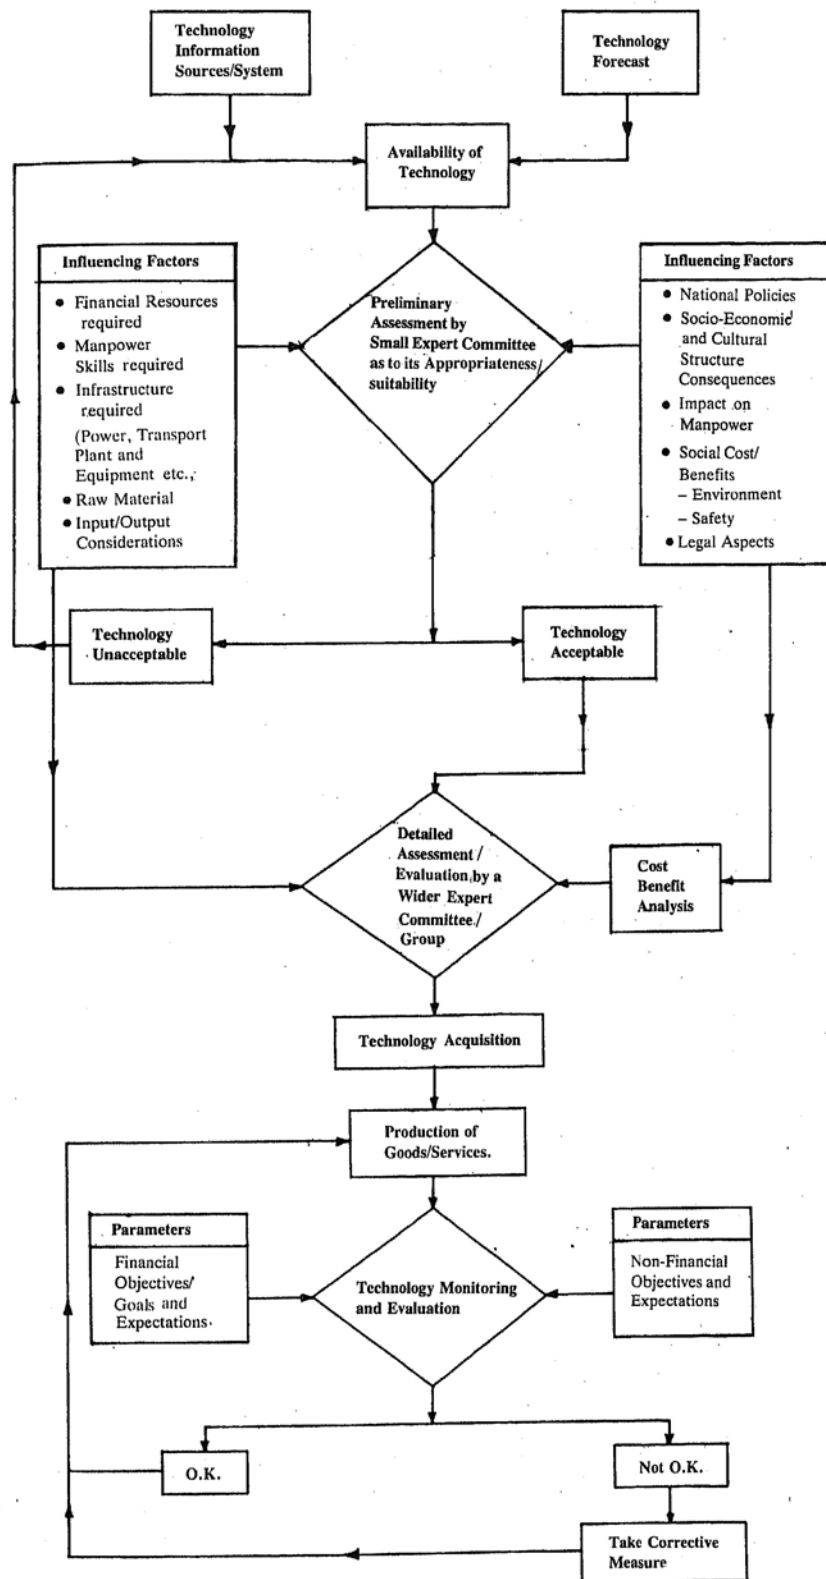 Technology
Information
Sources/System
Technology
Forecast
Availability of
Technology
Influencing Factors
● Financial Resources
required
● Manpower
Skills required
● Infrastructure
required
(Power, Transport
Plant and
Equipment etc.,
● Raw Material
● Input/Output
Considerations
Preliminary
Assessment by
Small Expert Committee
as to its Appropriateness/
suitability
Influencing Factors
● National Policies
● Socio-Economic
and Cultural
Structure
Consequences
● Impact on
Manpower
● Social Cost/
Benefits
– Environment
– Safety
● Legal Aspects
Technology
Unacceptable
Technology
Acceptable
Detailed
Assessment/
Evaluation by a
Wider Expert
Committee/
Group
Cost
Benefit
Analysis
Technology Acquisition
Production of
Goods/Services.
Parameters
Financial
Objectives/
Goals and
Expectations.
Technology Monitoring
and Evaluation
Parameters
Non-Financial
Objectives and
Expectations
O.K.
Not O.K.
Take Corrective
Measure